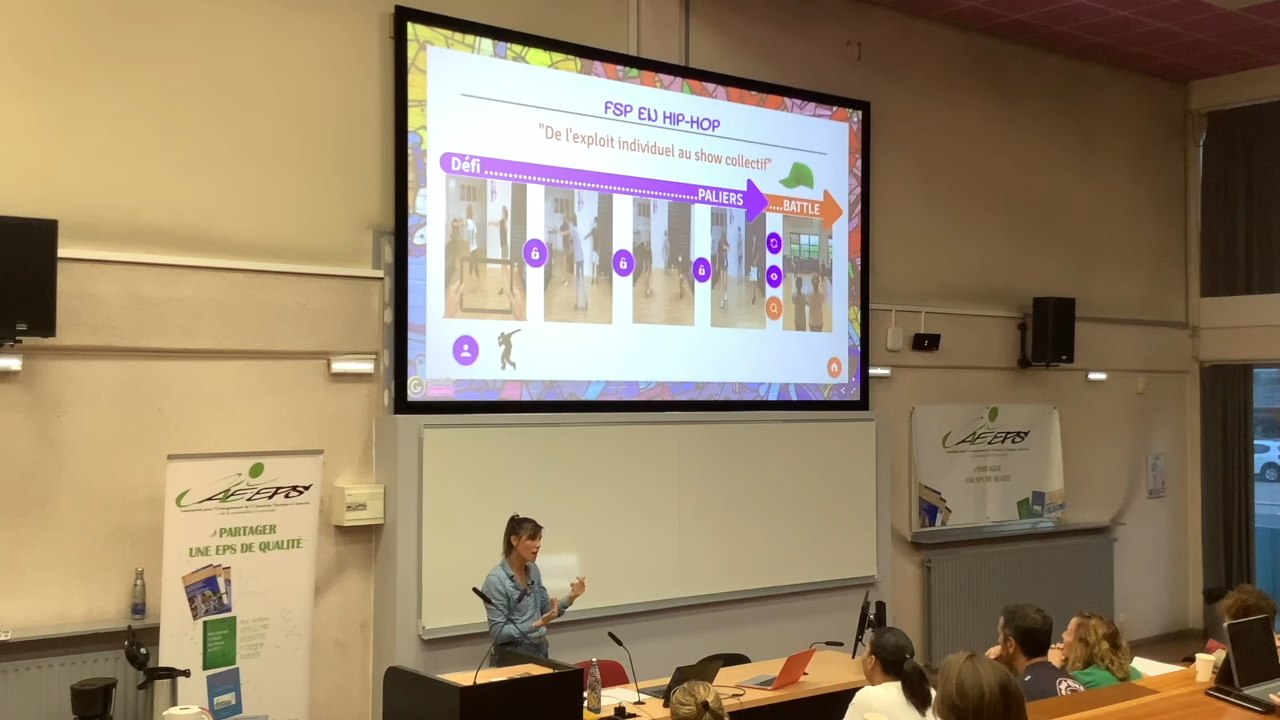 FSP EN HIP-HOP
"De l'exploit individuel au show collectif"
Défi ........ PALIERS
....BATTLE
AEEPS
PARTAGER
UNE EPS DE QUALITÉ
AEEPS
PARTAGER
UNE EPS DE QUALITÉ